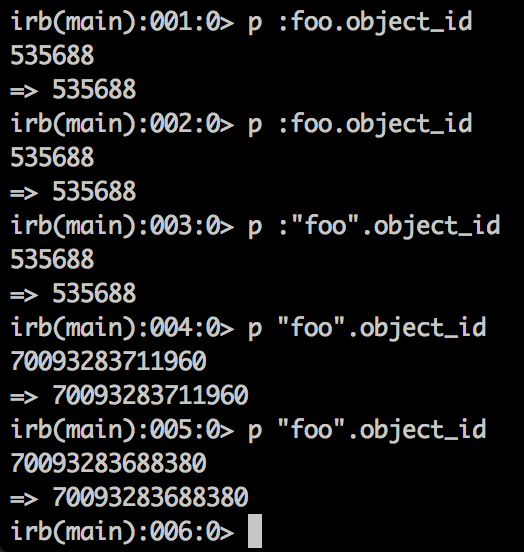 irb(main):001:0> p :foo.object_id
535688
=> 535688
irb(main):002:0> p :foo.object_id
535688
=> 535688
irb(main):003:0> p :"foo".object_id
535688
=> 535688
irb(main):004:0> p "foo".object_id
70093283711960
=> 70093283711960
irb(main):005:0> p "foo".object_id
70093283688380
=> 70093283688380
irb(main):006:0>